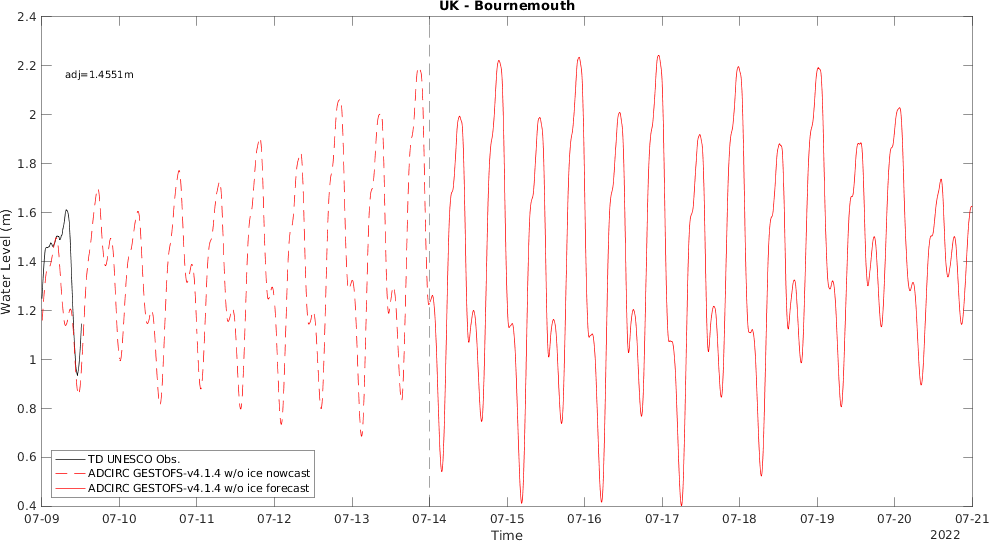 UK - Bournemouth
adj=1.4551m
Water Level (m)
2.4
2.2
2
1.8
1.6
1.4
1.2
1
0.8
0.6
0.4
TD UNESCO Obs.
ADCIRC GESTOFS-v4.1.4 w/o ice nowcast
ADCIRC GESTOFS-v4.1.4 w/o ice forecast
07-09 07-10 07-11 07-12 07-13 07-14 07-15 07-16 07-17 07-18 07-19 07-20 07-21
Time
2022